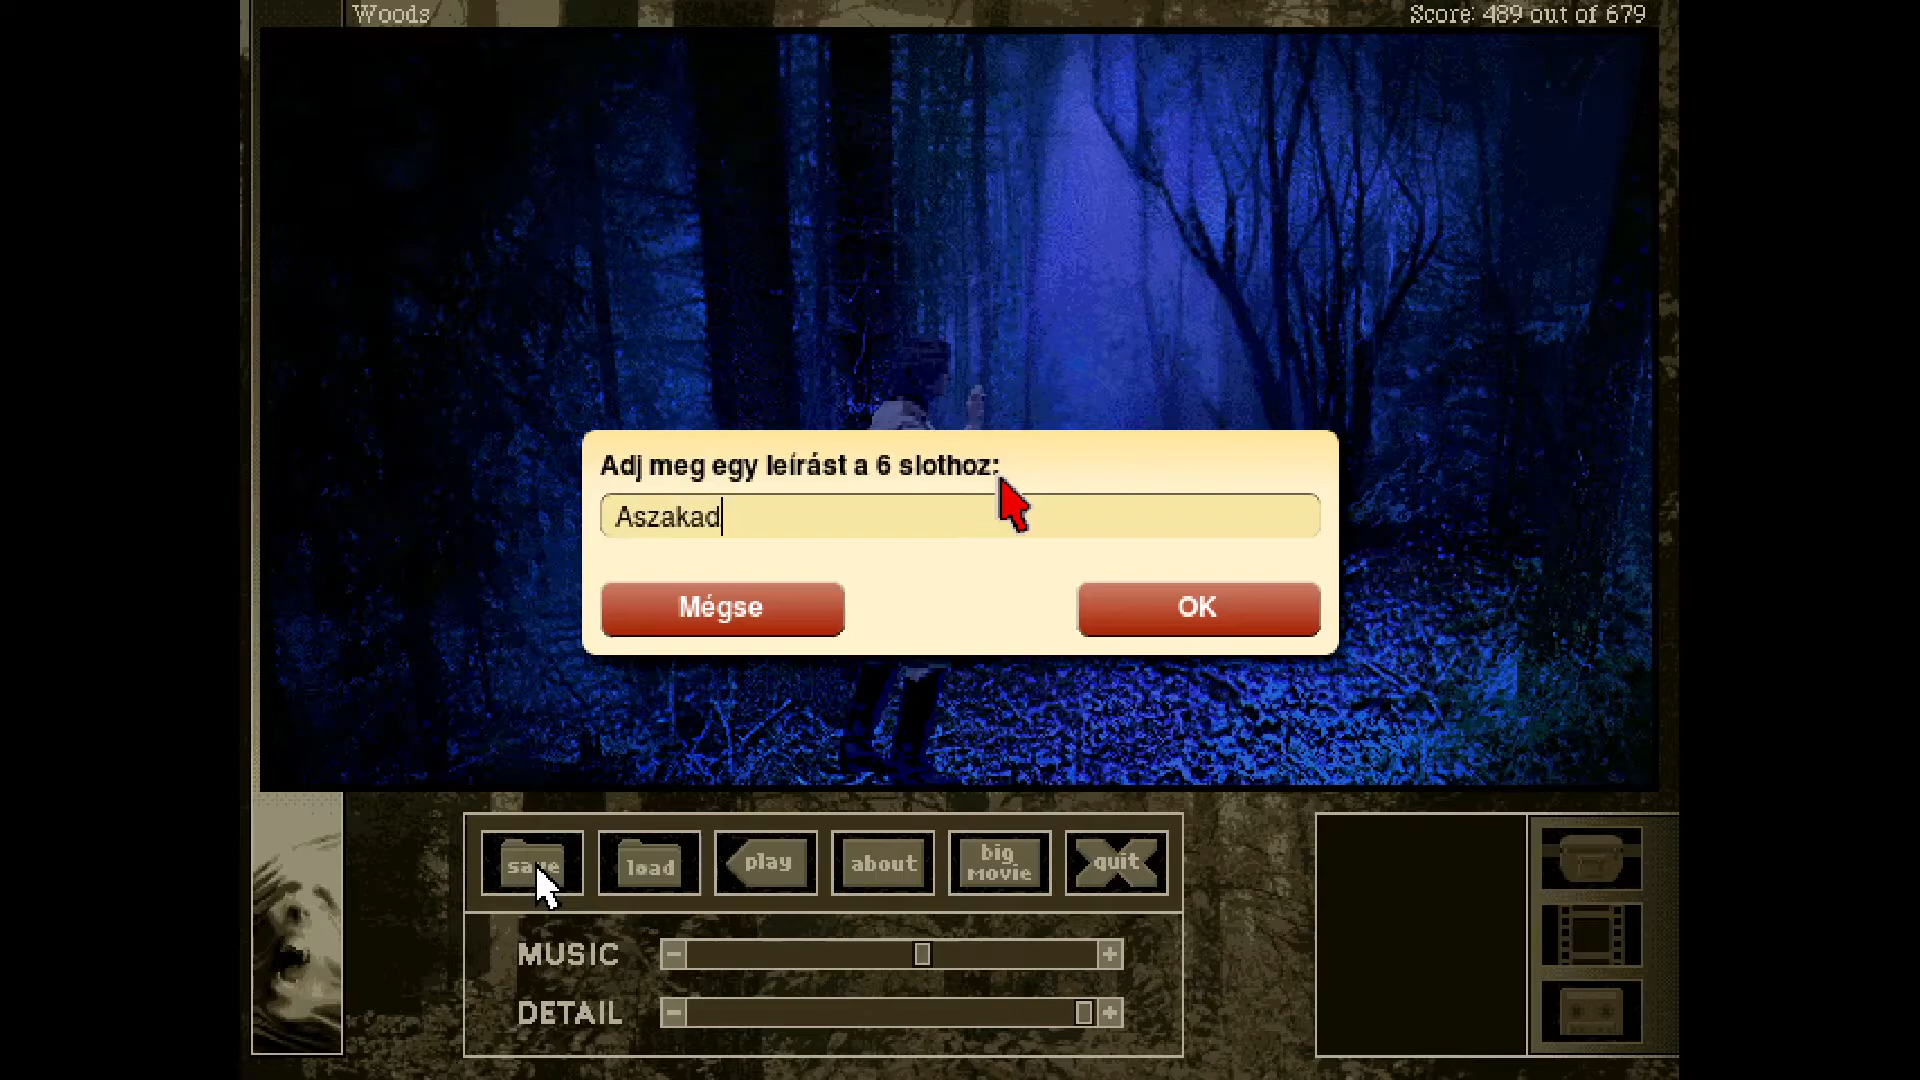 Woods
Score: 489 out of 679
Adj meg egy leírást a 6 slothoz:
Aszakad
Mégse
OK
save
load
play
about
big movie
quit
MUSIC
DETAIL